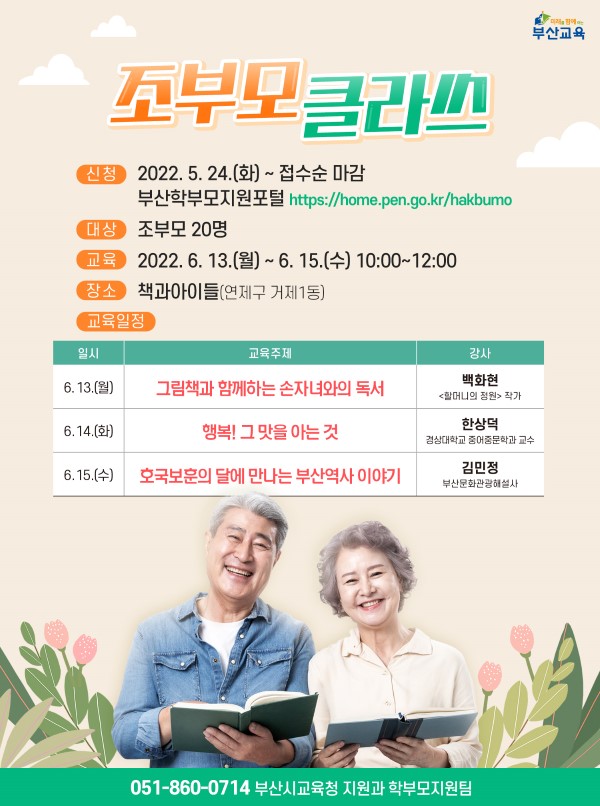 미래를 함께하는
부산교육
조부모
클라쓰
신청 2022. 5. 24.(화) ~ 접수순 마감
부산학부모지원포털 https://home.pen.go.kr/hakbumo
대상 조부모 20명
교육 2022. 6. 13.(월) ~ 6. 15.(수) 10:00~12:00
장소 책과아이들(연제구 거제1동)
교육일정
일시 교육주제 강사
6.13.(월) 그림책과 함께하는 손자녀와의 독서 백화현
<할머니의 정원> 작가
6.14.(화) 행복! 그 맛을 아는 것 한상덕
경상대학교 중어중문학과 교수
6.15.(수) 호국보훈의 달에 만나는 부산역사 이야기 김민정
부산문화관광해설사
051-860-0714 부산시교육청 지원과 학부모지원팀